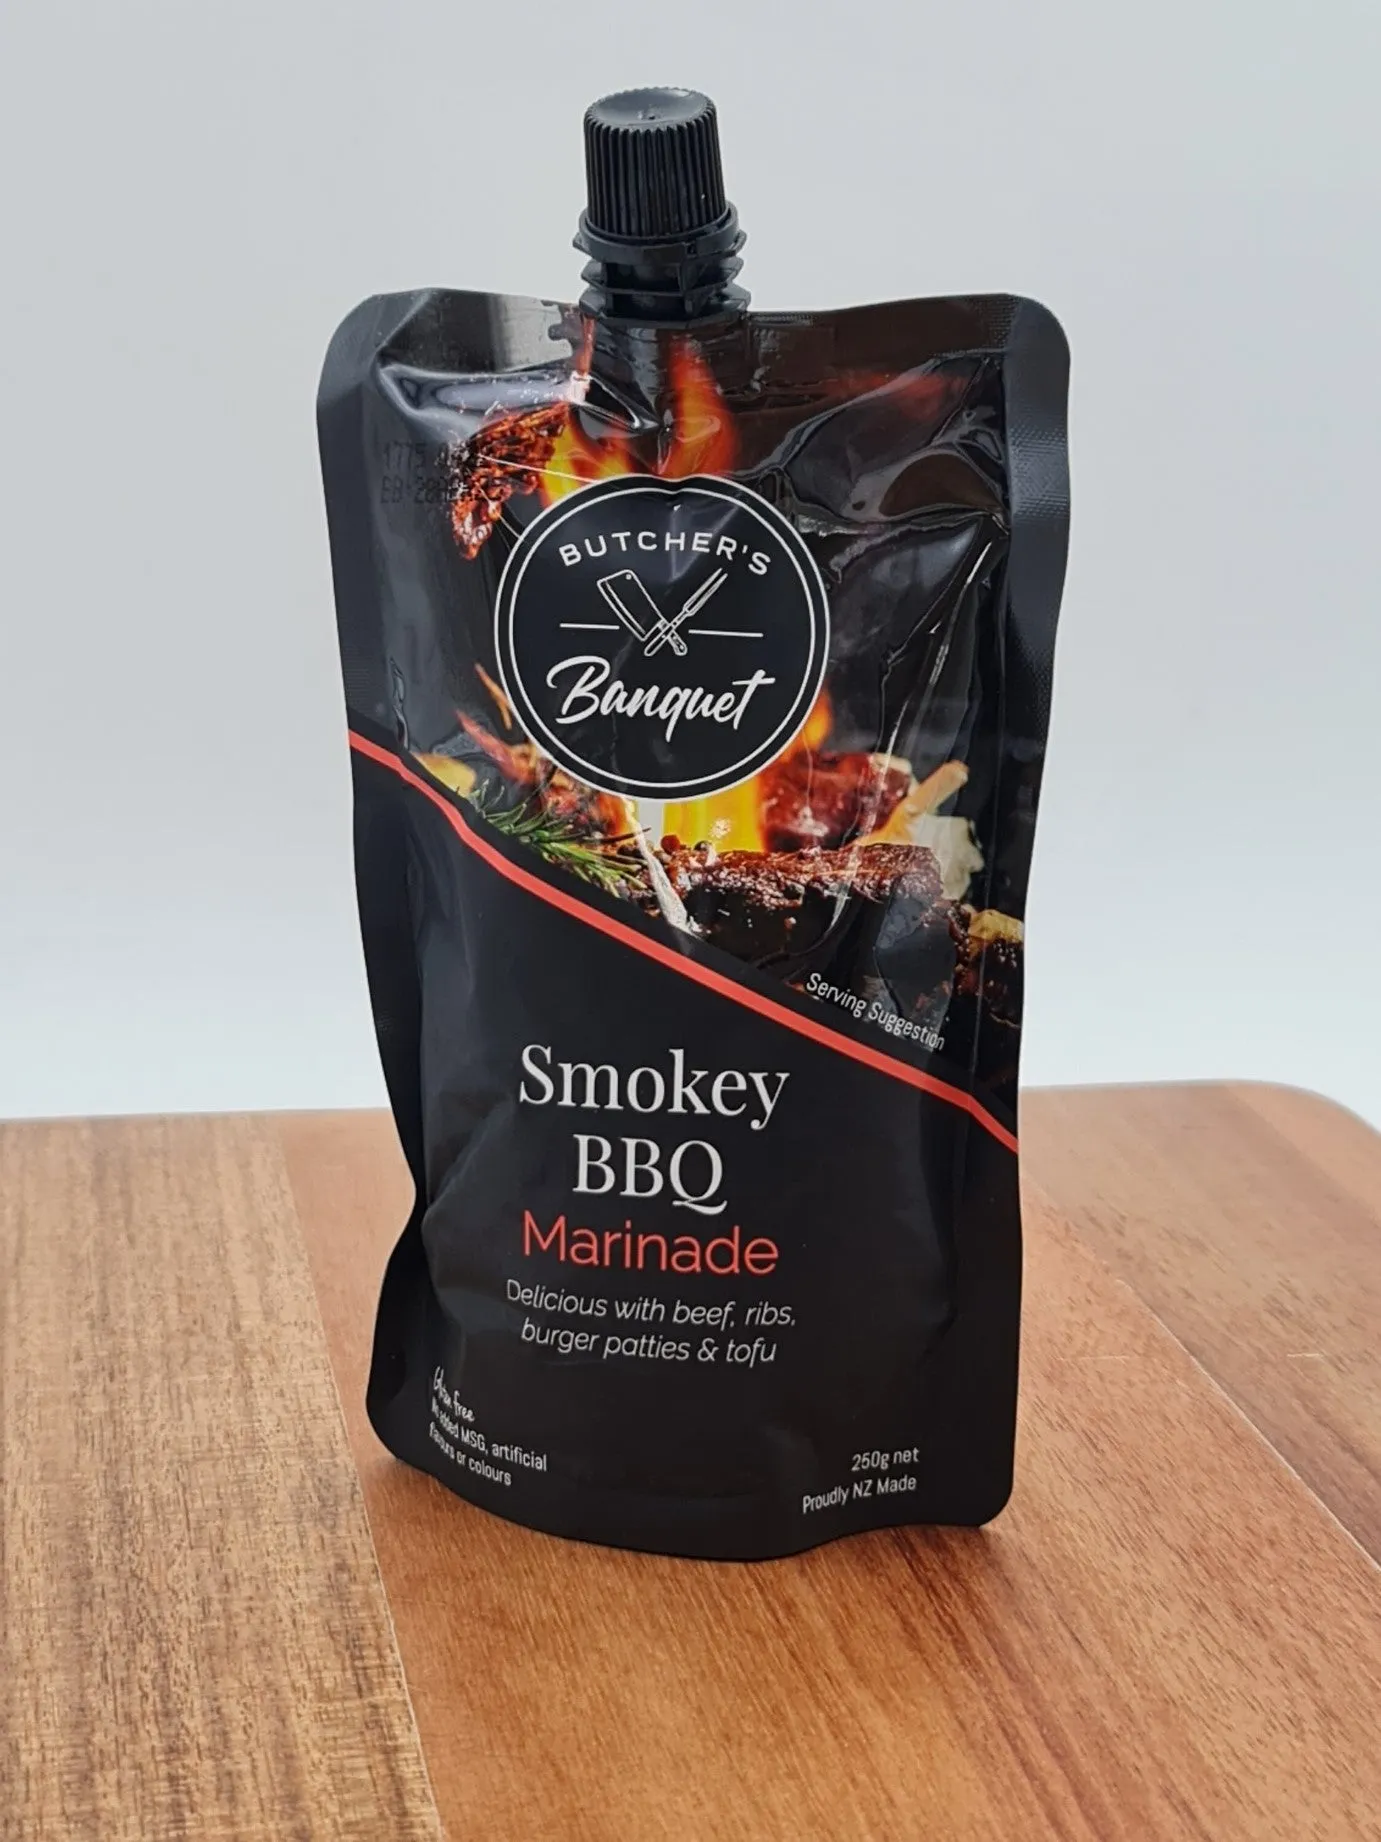 1775
BUTCHER'S
Banquet
Serving Suggestion
Smokey
BBQ
Marinade
Delicious with beef, ribs,
burger patties & tofu
Gluten free
No added MSG, artificial
flavours or colours
250g net
Proudly NZ Made